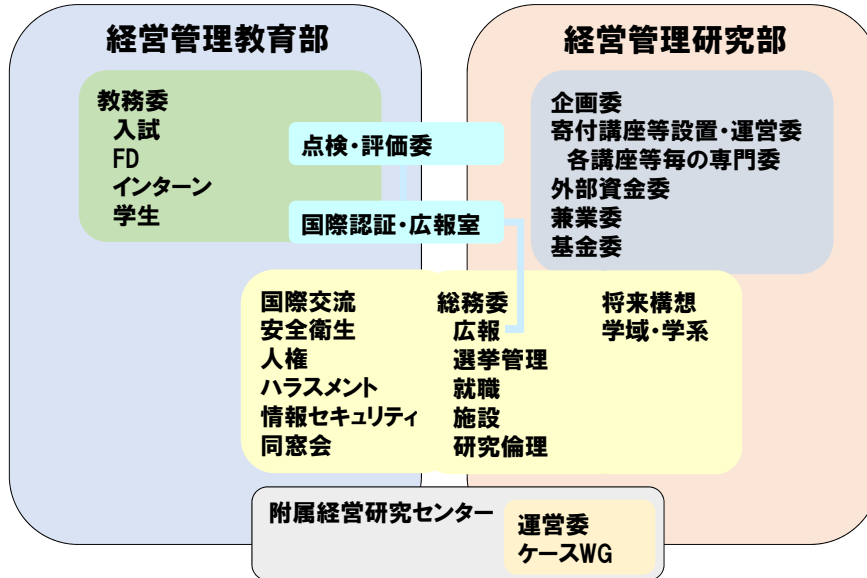 経営管理教育部
経営管理研究部
教務委
入試
FD
インターン
学生
点検・評価委
国際認証・広報室
企画委
寄付講座等設置・運営委
各講座等毎の専門委
外部資金委
兼業委
基金委
国際交流
安全衛生
人権
ハラスメント
情報セキュリティ
同窓会
総務委
広報
選挙管理
就職
施設
研究倫理
将来構想
学域・学系
附属経営研究センター
運営委
ケースWG